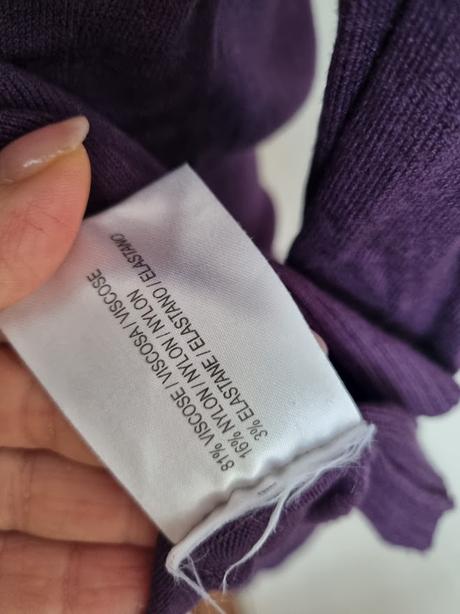 81% VISCOSE / VISCOSA / VISCOSE
16% NYLON / NYLON / NYLON
3% ELASTANE / ELASTANO / ELASTANO